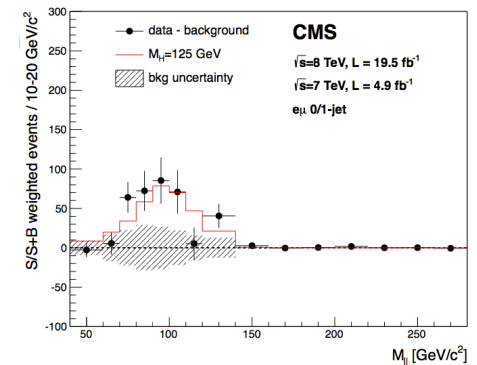 S/S+B weighted events / 10-20 GeV/c²
300
250
200
150
100
50
0
-50
-100
data - background
M_H=125 GeV
bkg uncertainty
CMS
√s=8 TeV, L = 19.5 fb⁻¹
√s=7 TeV, L = 4.9 fb⁻¹
eμ 0/1-jet
50 100 150 200 250
M_ll [GeV/c²]